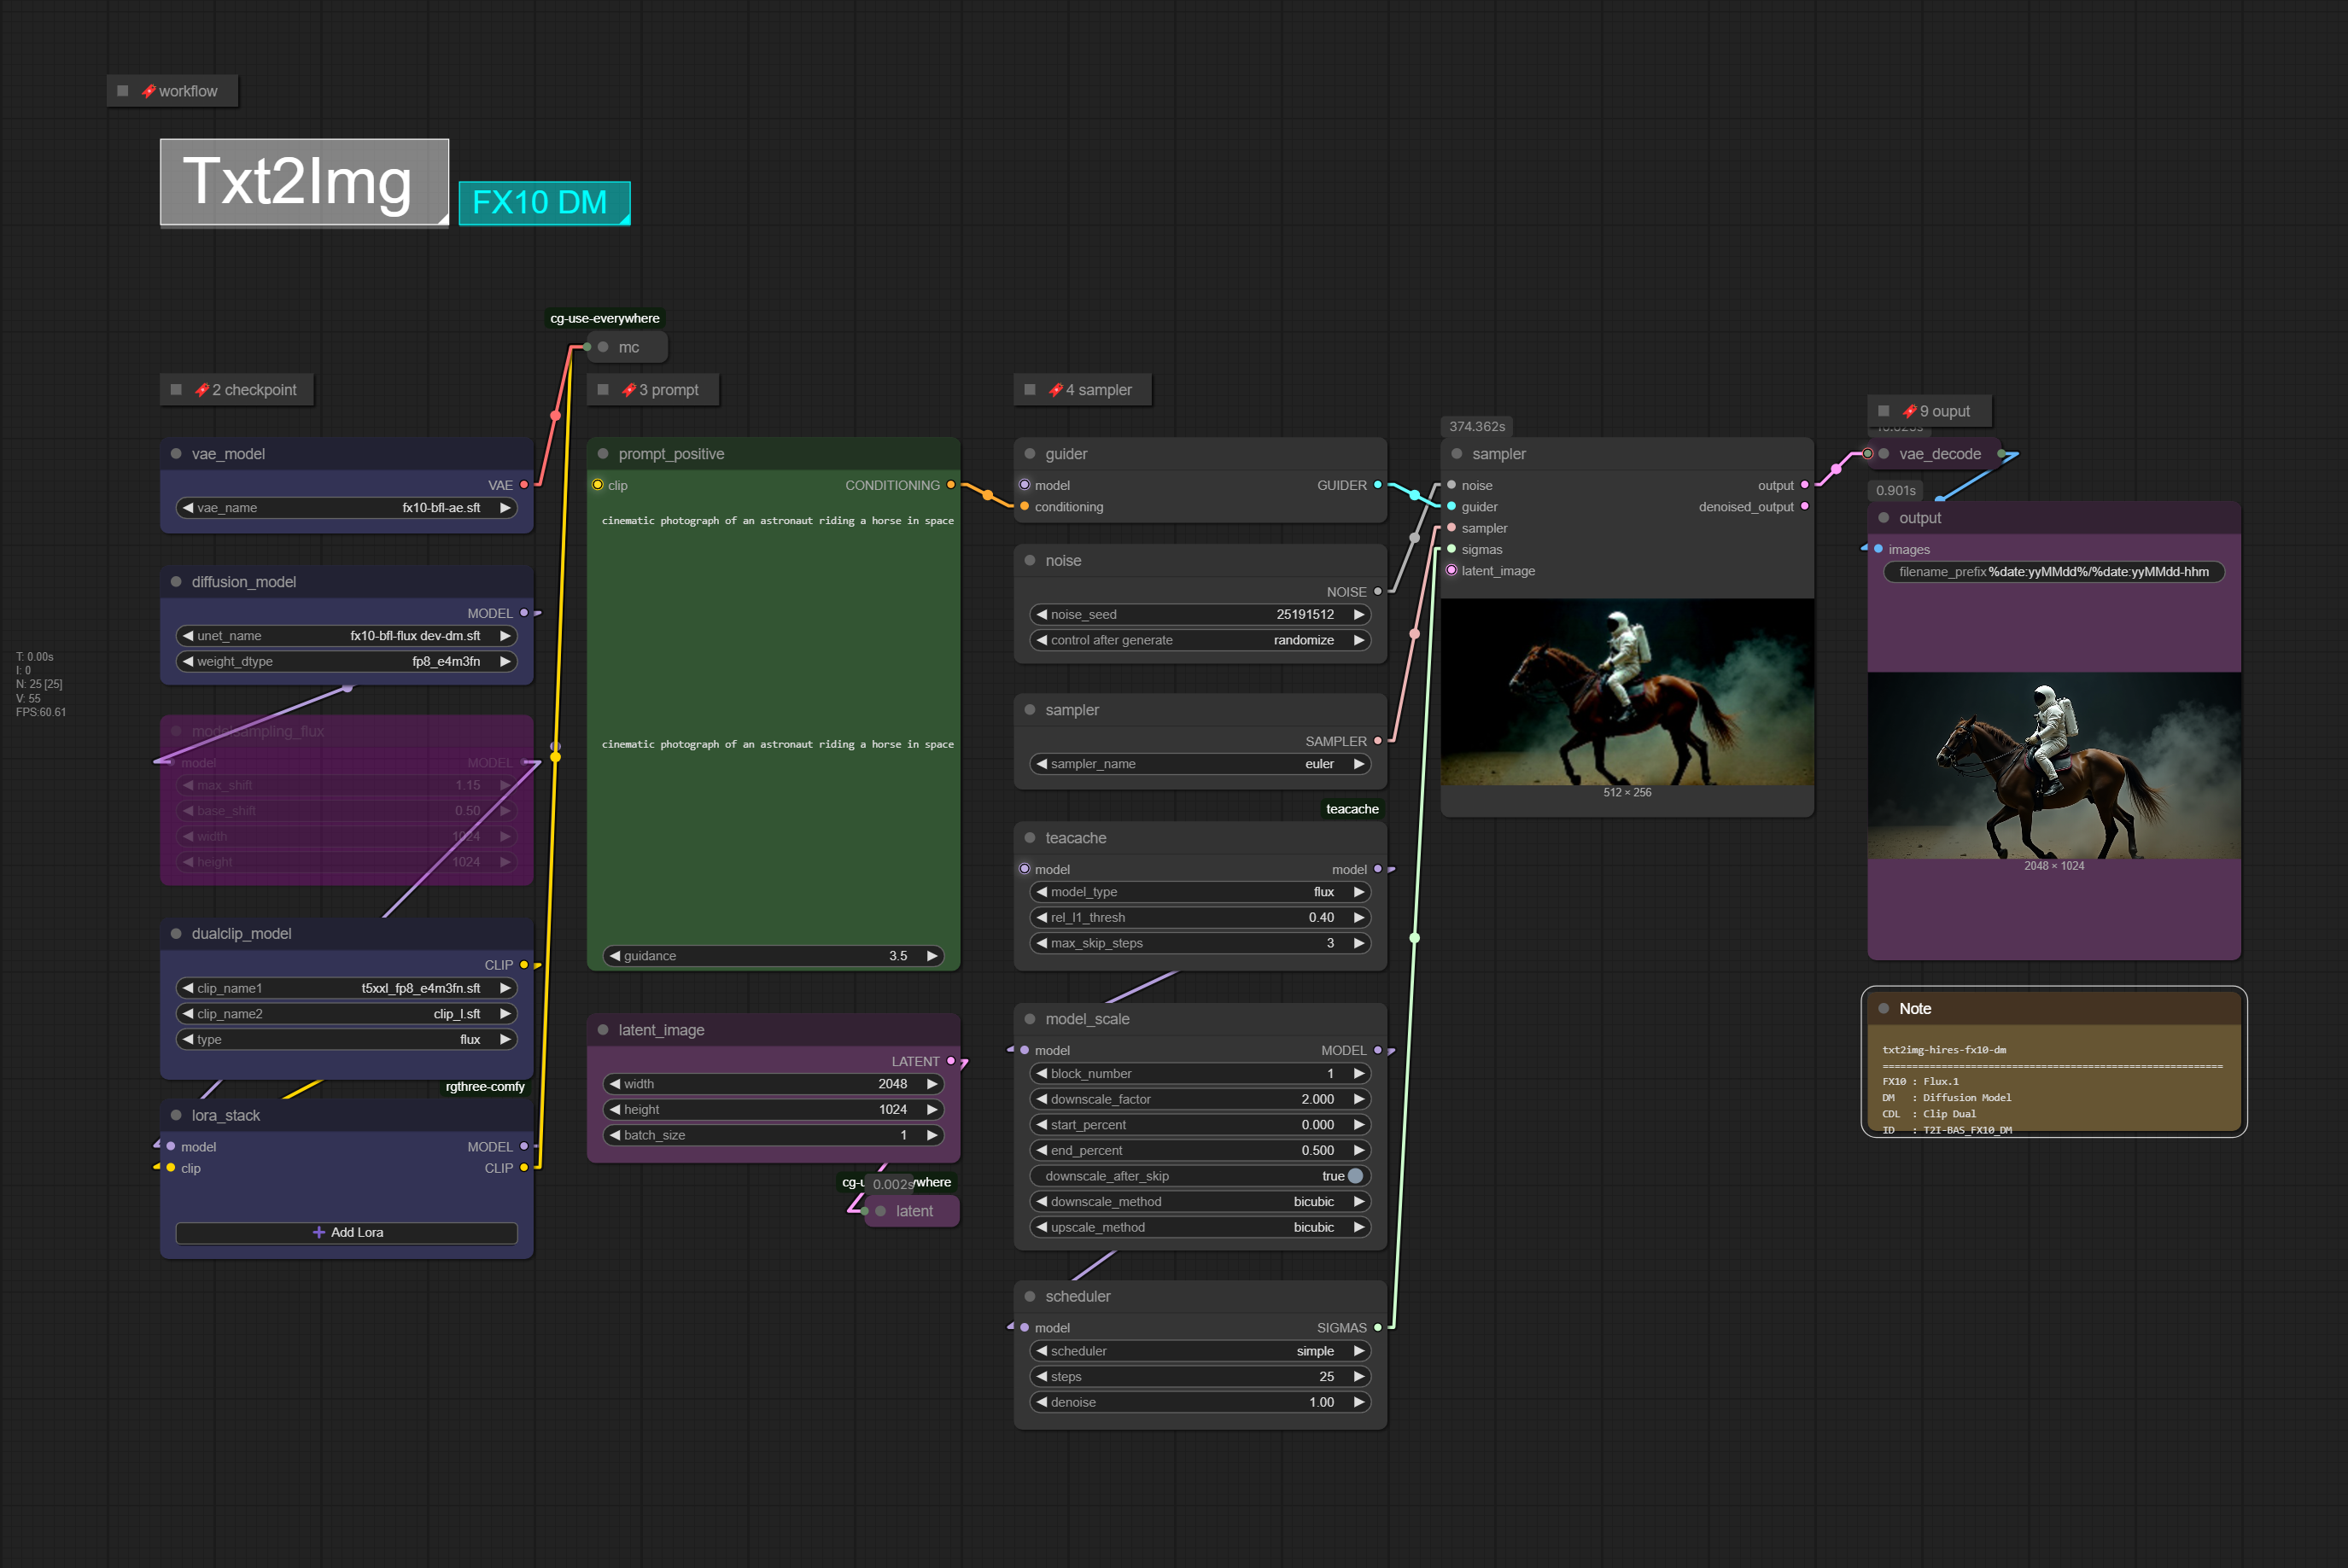 workflow
Txt2Img
FX10 DM
cg-use-everywhere
mc
2 checkpoint
3 prompt
4 sampler
9 ouput
vae_model
VAE
vae_name fx10-bfl-ae.sft
diffusion_model
MODEL
unet_name fx10-bfl-flux dev-dm.sft
weight_dtype fp8_e4m3fn
T: 0.00s
I: 0
N: 25 [25]
V: 55
FPS:60.61
modelsampling_flux
model MODEL
max_shift 1.15
base_shift 0.50
width 1024
height 1024
dualclip_model
CLIP
clip_name1 t5xxl_fp8_e4m3fn.sft
clip_name2 clip_l.sft
type flux
rgthree-comfy
lora_stack
model MODEL
clip CLIP
Add Lora
prompt_positive
clip CONDITIONING
cinematic photograph of an astronaut riding a horse in space
cinematic photograph of an astronaut riding a horse in space
guidance 3.5
latent_image
LATENT
width 2048
height 1024
batch_size 1
0.002s
latent
guider
model GUIDER
conditioning
noise
NOISE
noise_seed 25191512
control after generate randomize
sampler
SAMPLER
sampler_name euler
teacache
teacache
model model
model_type flux
rel_l1_thresh 0.40
max_skip_steps 3
model_scale
model MODEL
block_number 1
downscale_factor 2.000
start_percent 0.000
end_percent 0.500
downscale_after_skip true
downscale_method bicubic
upscale_method bicubic
scheduler
model SIGMAS
scheduler simple
steps 25
denoise 1.00
374.362s
sampler
noise output
guider denoised_output
sampler
sigmas
latent_image
512 × 256
vae_decode
0.901s
output
images
filename_prefix %date:yyMMdd%/%date:yyMMdd-hhm
2048 × 1024
Note
txt2img-hires-fx10-dm
==========================================================
FX10 : Flux.1
DM : Diffusion Model
CDL : Clip Dual
ID : T2I-BAS_FX10_DM